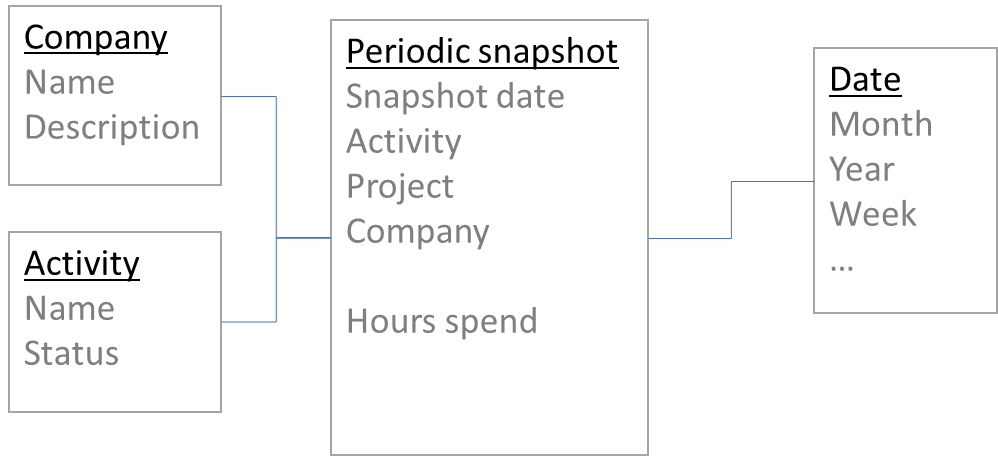 Company
Name
Description
Activity
Name
Status
Periodic snapshot
Snapshot date
Activity
Project
Company
Hours spend
Date
Month
Year
Week
...